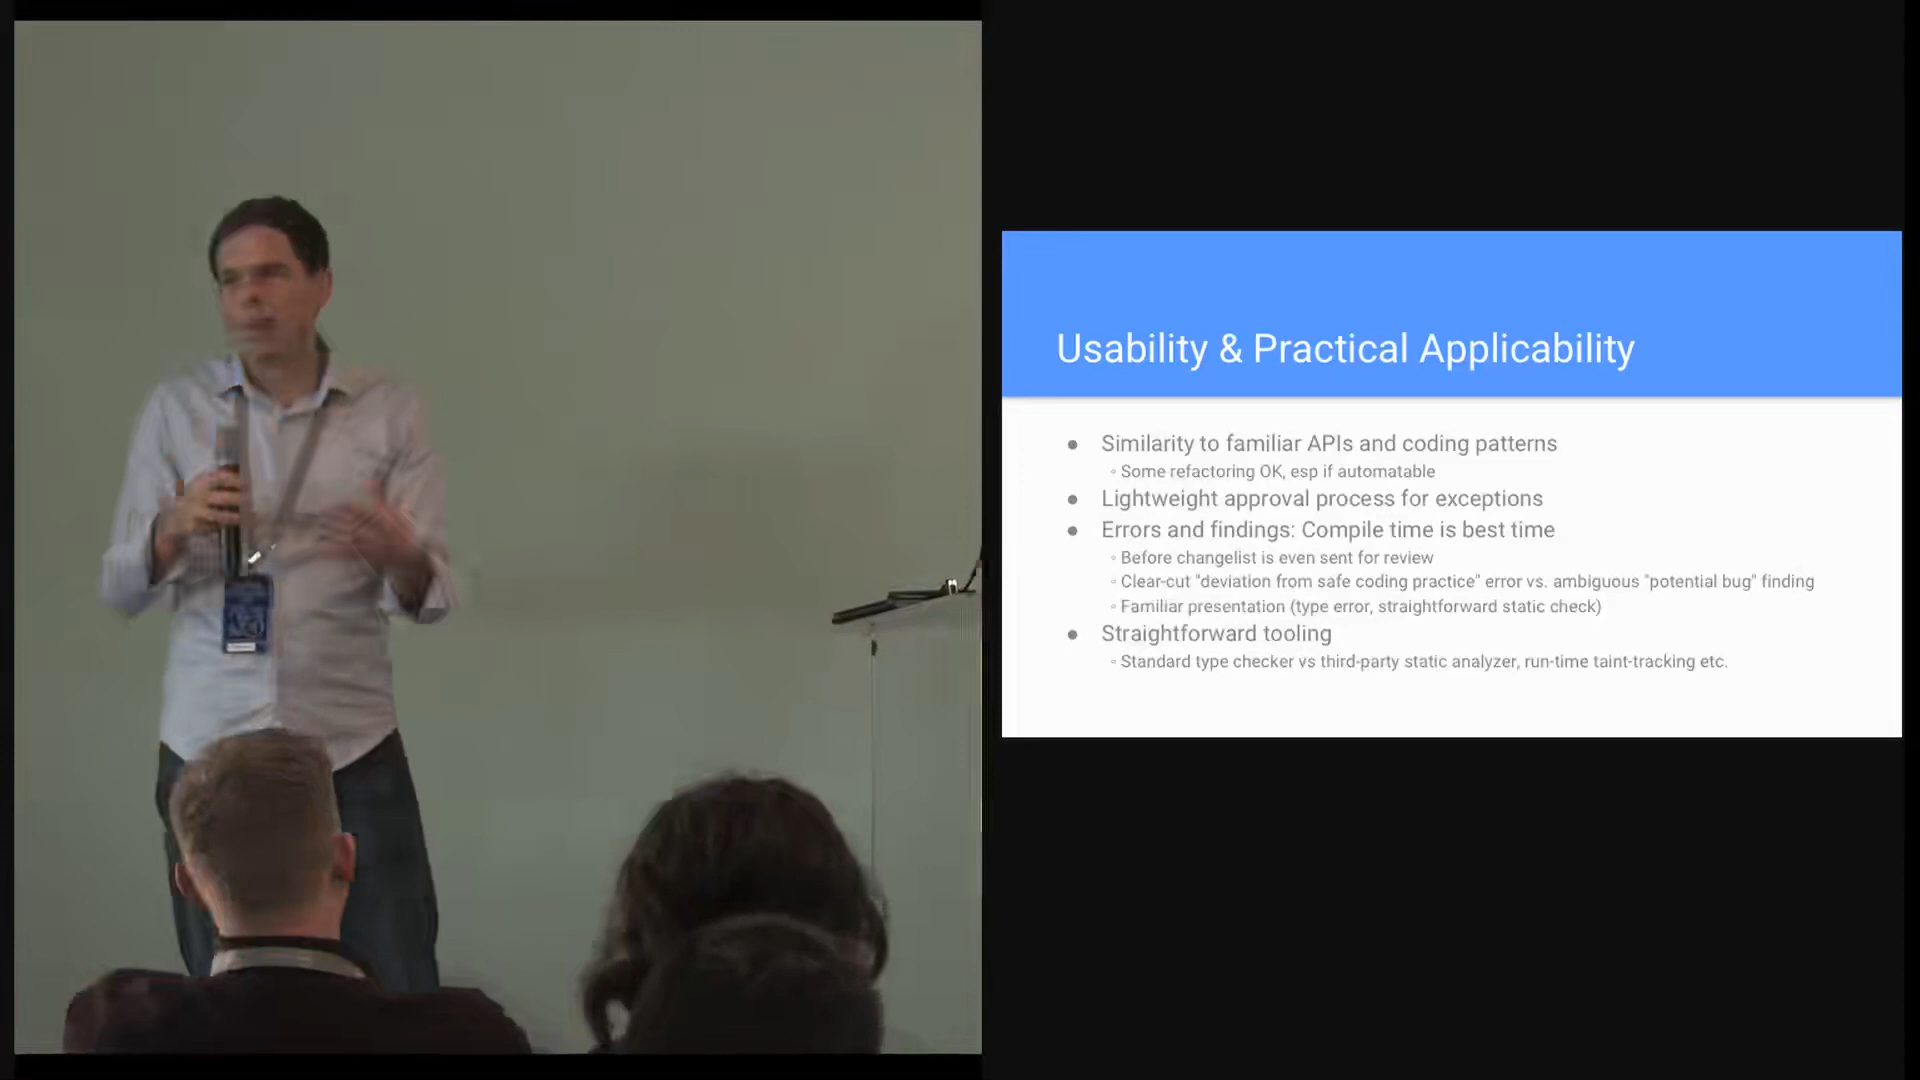 Usability & Practical Applicability
● Similarity to familiar APIs and coding patterns
◦ Some refactoring OK, esp if automatable
● Lightweight approval process for exceptions
● Errors and findings: Compile time is best time
◦ Before changelist is even sent for review
◦ Clear-cut "deviation from safe coding practice" error vs. ambiguous "potential bug" finding
◦ Familiar presentation (type error, straightforward static check)
● Straightforward tooling
◦ Standard type checker vs third-party static analyzer, run-time taint-tracking etc.